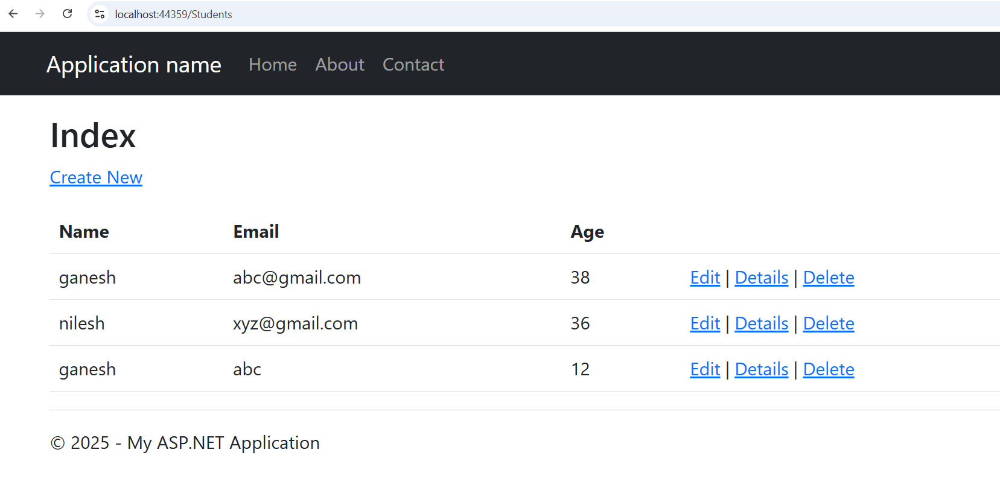 localhost:44359/Students
Application name Home About Contact
Index
Create New
Name Email Age
ganesh abc@gmail.com 38 Edit | Details | Delete
nilesh xyz@gmail.com 36 Edit | Details | Delete
ganesh abc 12 Edit | Details | Delete
© 2025 - My ASP.NET Application